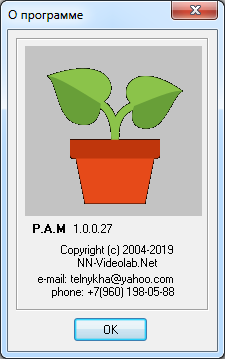 О программе
P.A.M 1.0.0.27
Copyright (c) 2004-2019
NN-Videolab.Net
e-mail: telnykha@yahoo.com
phone: +7(960) 198-05-88
OK